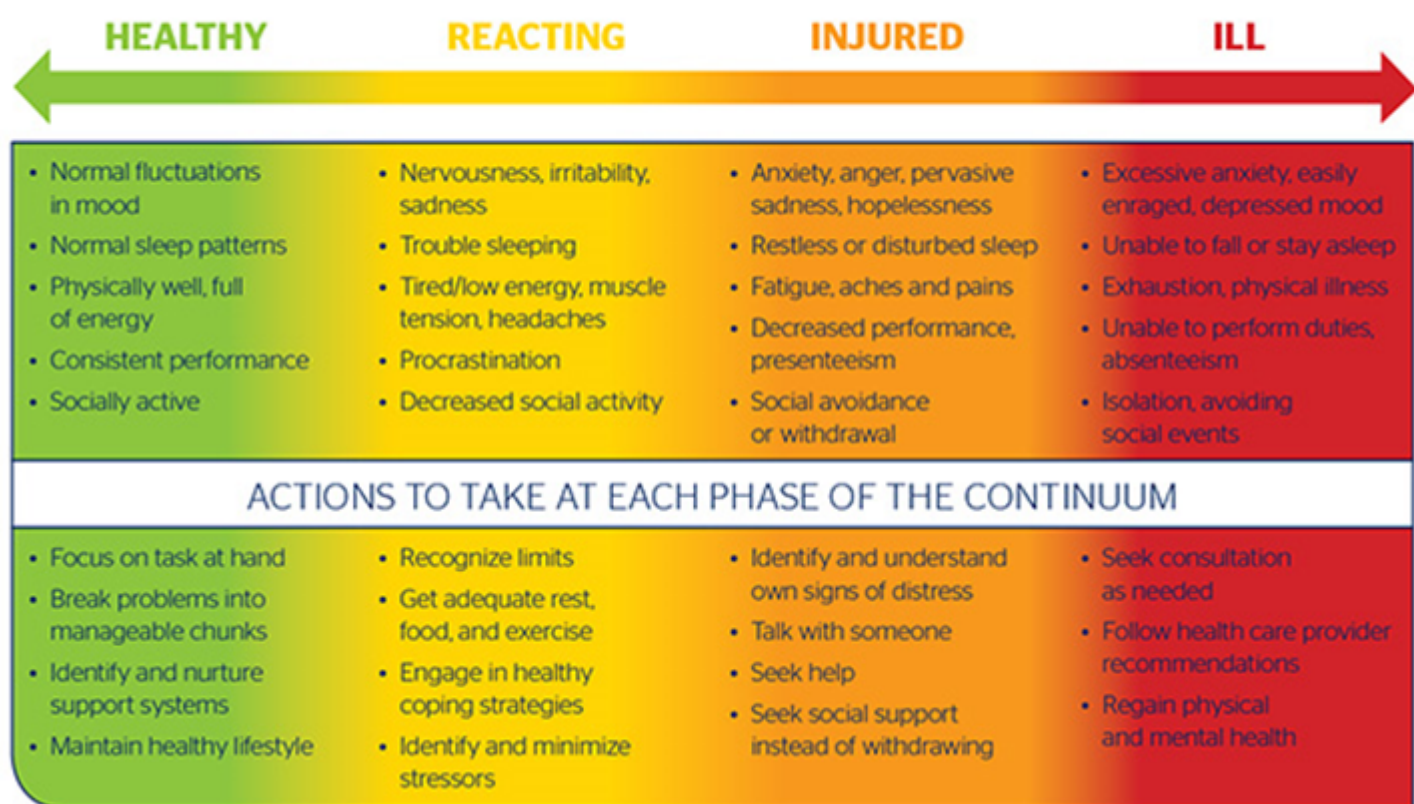 HEALTHY
REACTING
INJURED
ILL
• Normal fluctuations
in mood
• Normal sleep patterns
• Physically well, full
of energy
• Consistent performance
• Socially active
• Nervousness, irritability,
sadness
• Trouble sleeping
• Tired/low energy, muscle
tension, headaches
• Procrastination
• Decreased social activity
• Anxiety, anger, pervasive
sadness, hopelessness
• Restless or disturbed sleep
• Fatigue, aches and pains
• Decreased performance,
presenteeism
• Social avoidance
or withdrawal
• Excessive anxiety, easily
enraged, depressed mood
• Unable to fall or stay asleep
• Exhaustion, physical illness
• Unable to perform duties,
absenteeism
• Isolation, avoiding
social events
ACTIONS TO TAKE AT EACH PHASE OF THE CONTINUUM
• Focus on task at hand
• Break problems into
manageable chunks
• Identify and nurture
support systems
• Maintain healthy lifestyle
• Recognize limits
• Get adequate rest,
food, and exercise
• Engage in healthy
coping strategies
• Identify and minimize
stressors
• Identify and understand
own signs of distress
• Talk with someone
• Seek help
• Seek social support
instead of withdrawing
• Seek consultation
as needed
• Follow health care provider
recommendations
• Regain physical
and mental health